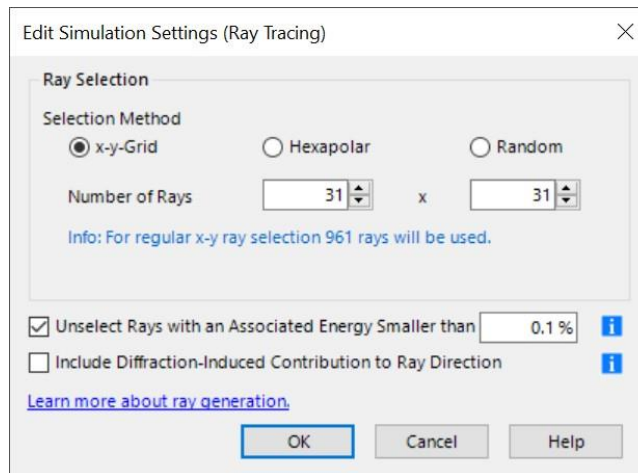 Edit Simulation Settings (Ray Tracing)
Ray Selection
Selection Method
x-y-Grid Hexapolar Random
Number of Rays 31 x 31
Info: For regular x-y ray selection 961 rays will be used.
Unselect Rays with an Associated Energy Smaller than 0.1 %
Include Diffraction-Induced Contribution to Ray Direction
Learn more about ray generation.
OK Cancel Help